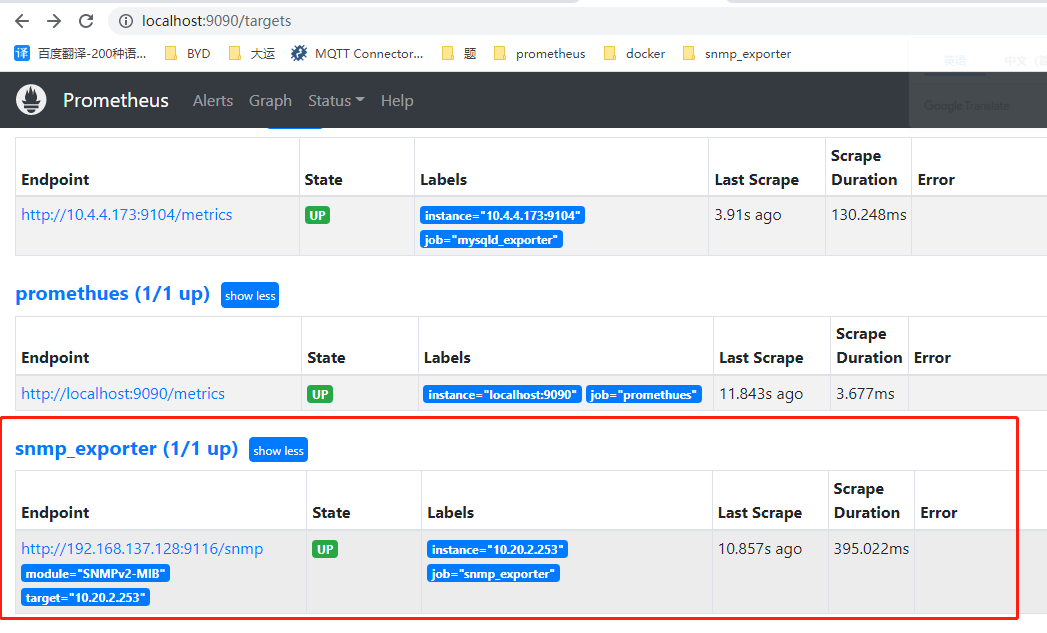 localhost:9090/targets
译 百度翻译-200种语... BYD 大运 MQTT Connector... 题 prometheus docker snmp_exporter
英语 中文
Prometheus Alerts Graph Status Help
Google Translate
Endpoint State Labels Last Scrape Scrape Duration Error
http://10.4.4.173:9104/metrics UP instance="10.4.4.173:9104" 3.91s ago 130.248ms
job="mysqld_exporter"
promethues (1/1 up) show less
Endpoint State Labels Last Scrape Scrape Duration Error
http://localhost:9090/metrics UP instance="localhost:9090" job="promethues" 11.843s ago 3.677ms
snmp_exporter (1/1 up) show less
Endpoint State Labels Last Scrape Scrape Duration Error
http://192.168.137.128:9116/snmp UP instance="10.20.2.253" 10.857s ago 395.022ms
module="SNMPv2-MIB" job="snmp_exporter"
target="10.20.2.253"